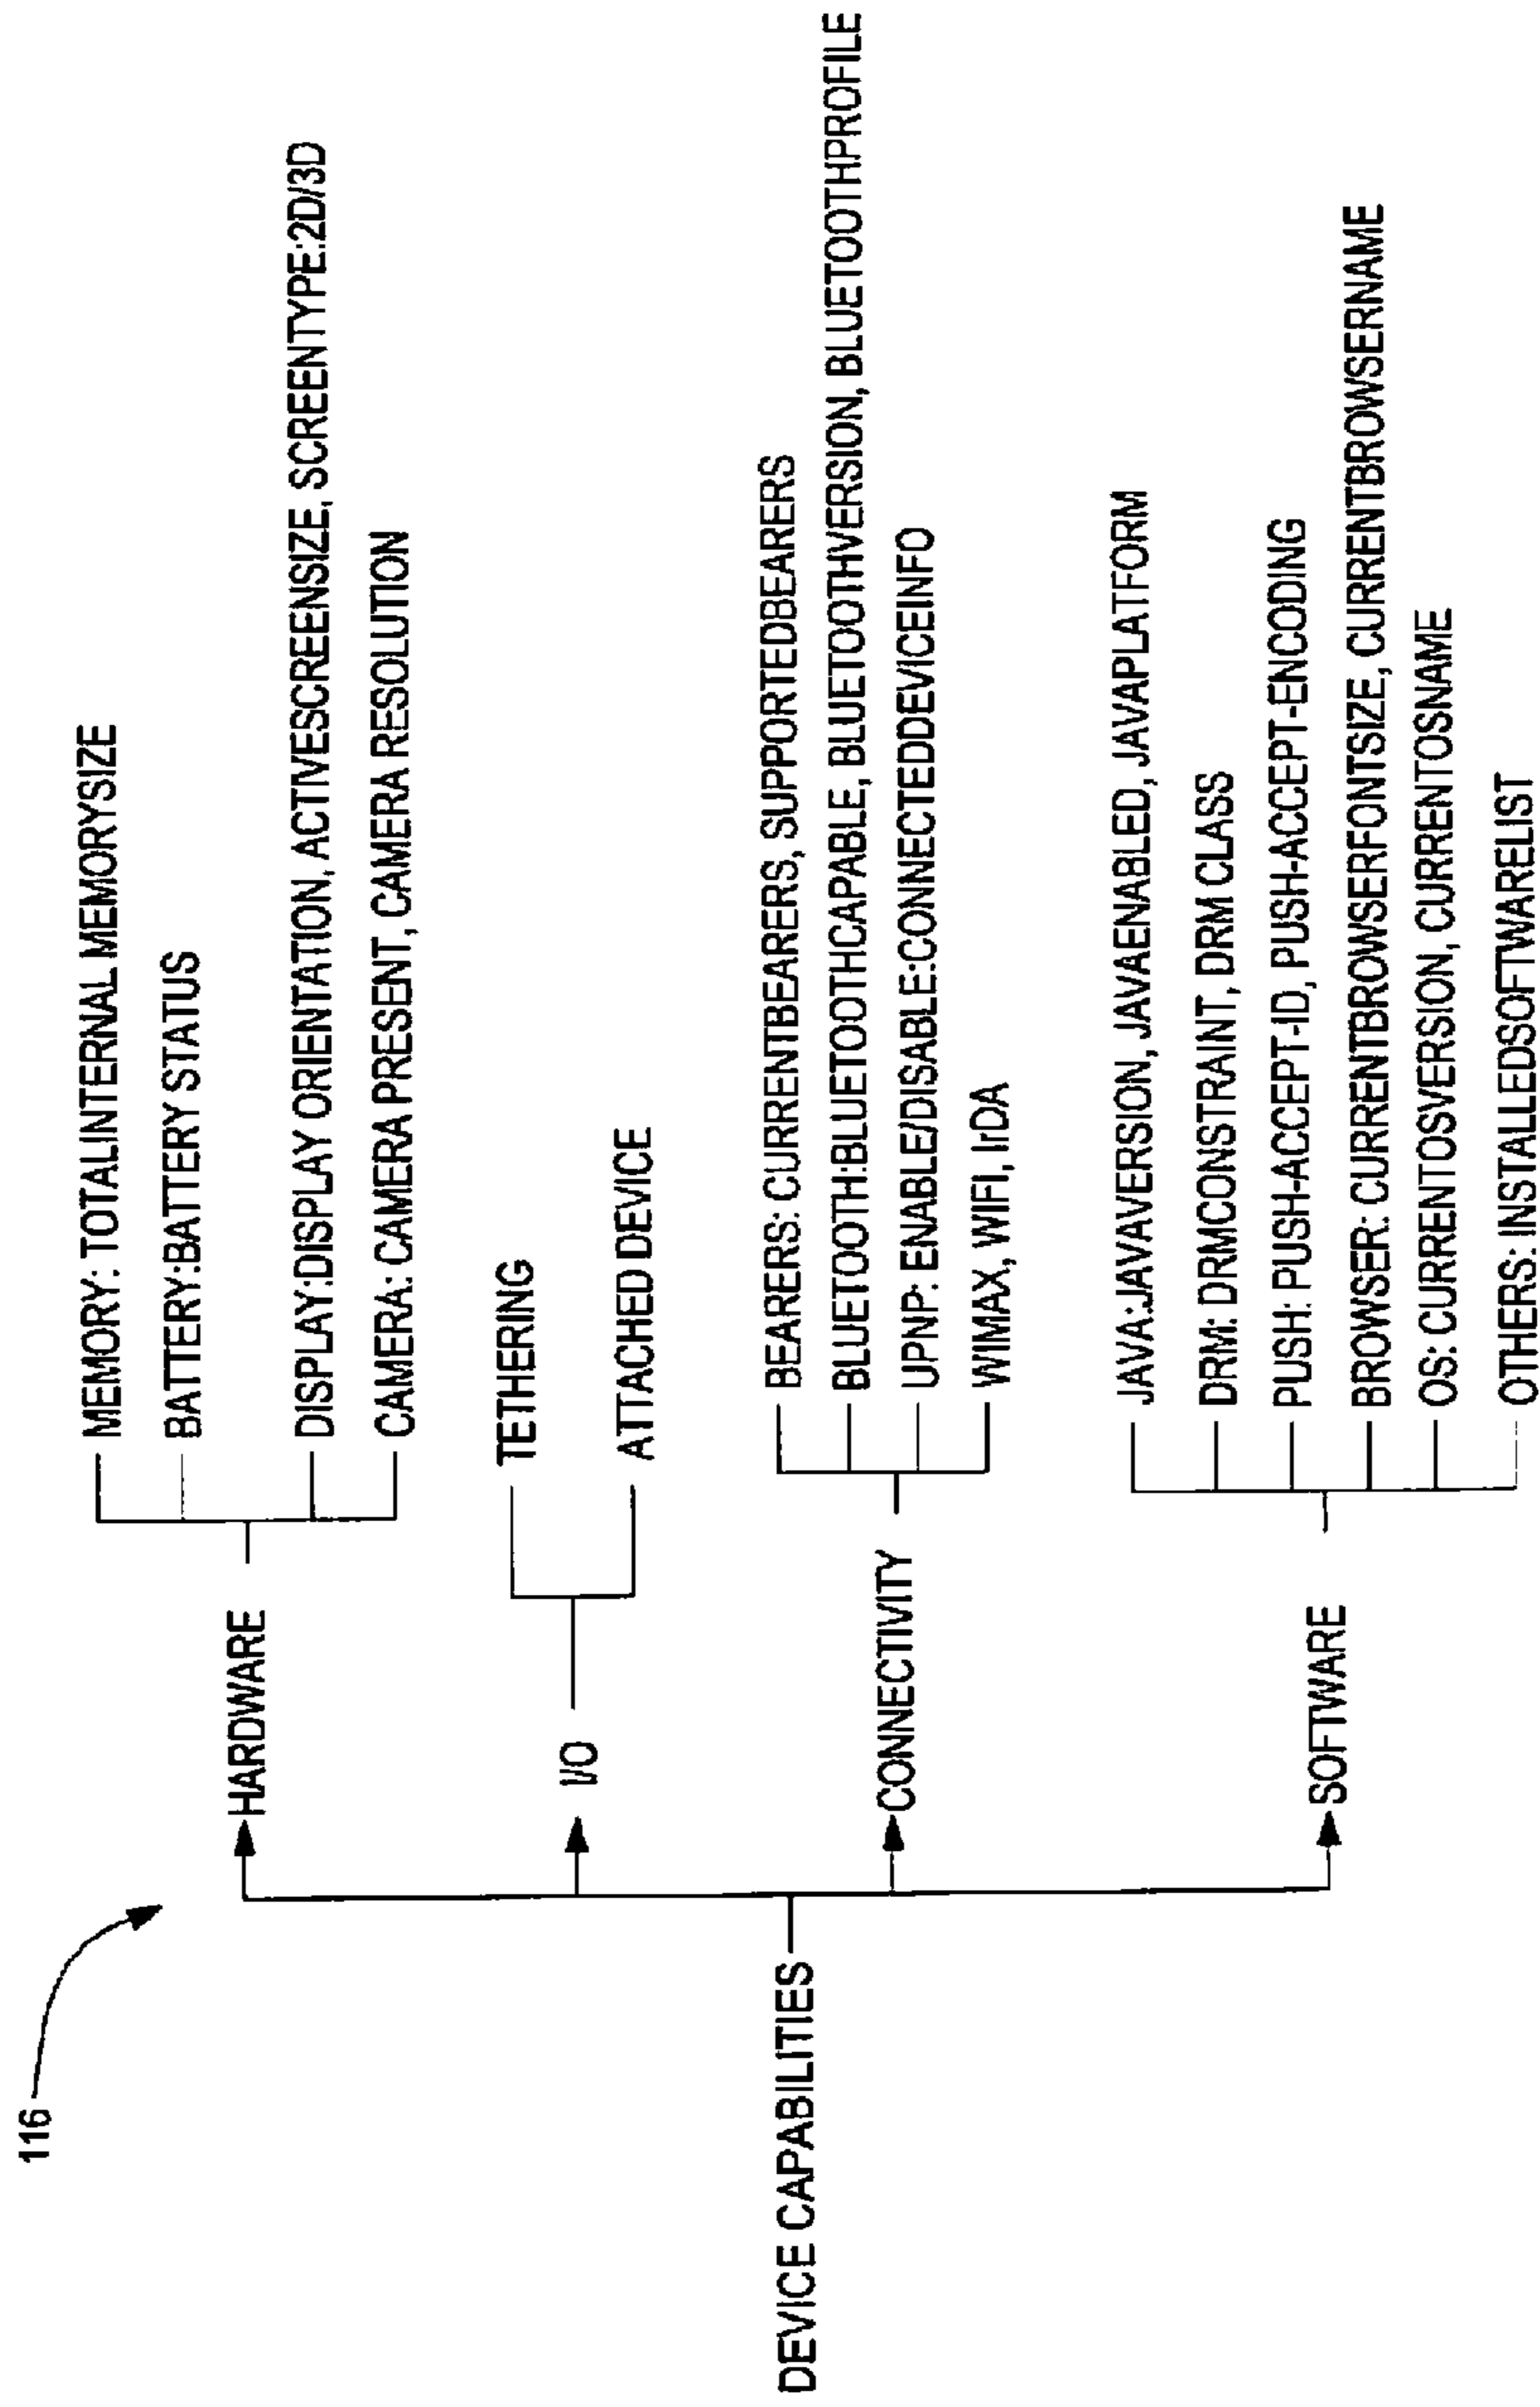 116
DEVICE CAPABILITIES
HARDWARE
MEMORY: TOTALINTERNAL MEMORYSIZE
BATTERY:BATTERY STATUS
DISPLAY:DISPLAY ORIENTATION, ACTIVESCREENSIZE, SCREENTYPE:2D/3D
CAMERA: CAMERA PRESENT, CAMERA RESOLUTION
I/O
TETHERING
ATTACHED DEVICE
CONNECTIVITY
BEARERS: CURRENTBEARERS, SUPPORTEDBEARERS
BLUETOOTH:BLUETOOTHCAPABLE, BLUETOOTHVERSION, BLUETOOTHPROFILE
UPNP: ENABLE/DISABLE:CONNECTEDDEVICEINFO
WIMAX, WIFI, IrDA
SOFTWARE
JAVA:JAVAVERSION, JAVAENABLED, JAVAPLATFORM
DRM: DRMCONSTRAINT, DRM CLASS
PUSH: PUSH-ACCEPT-ID, PUSH-ACCEPT-ENCODING
BROWSER: CURRENTBROWSERFONTSIZE, CURRENTBROWSERNAME
OS: CURRENTOSVERSION, CURRENTOSNAME
OTHERS: INSTALLEDSOFTWARELIST